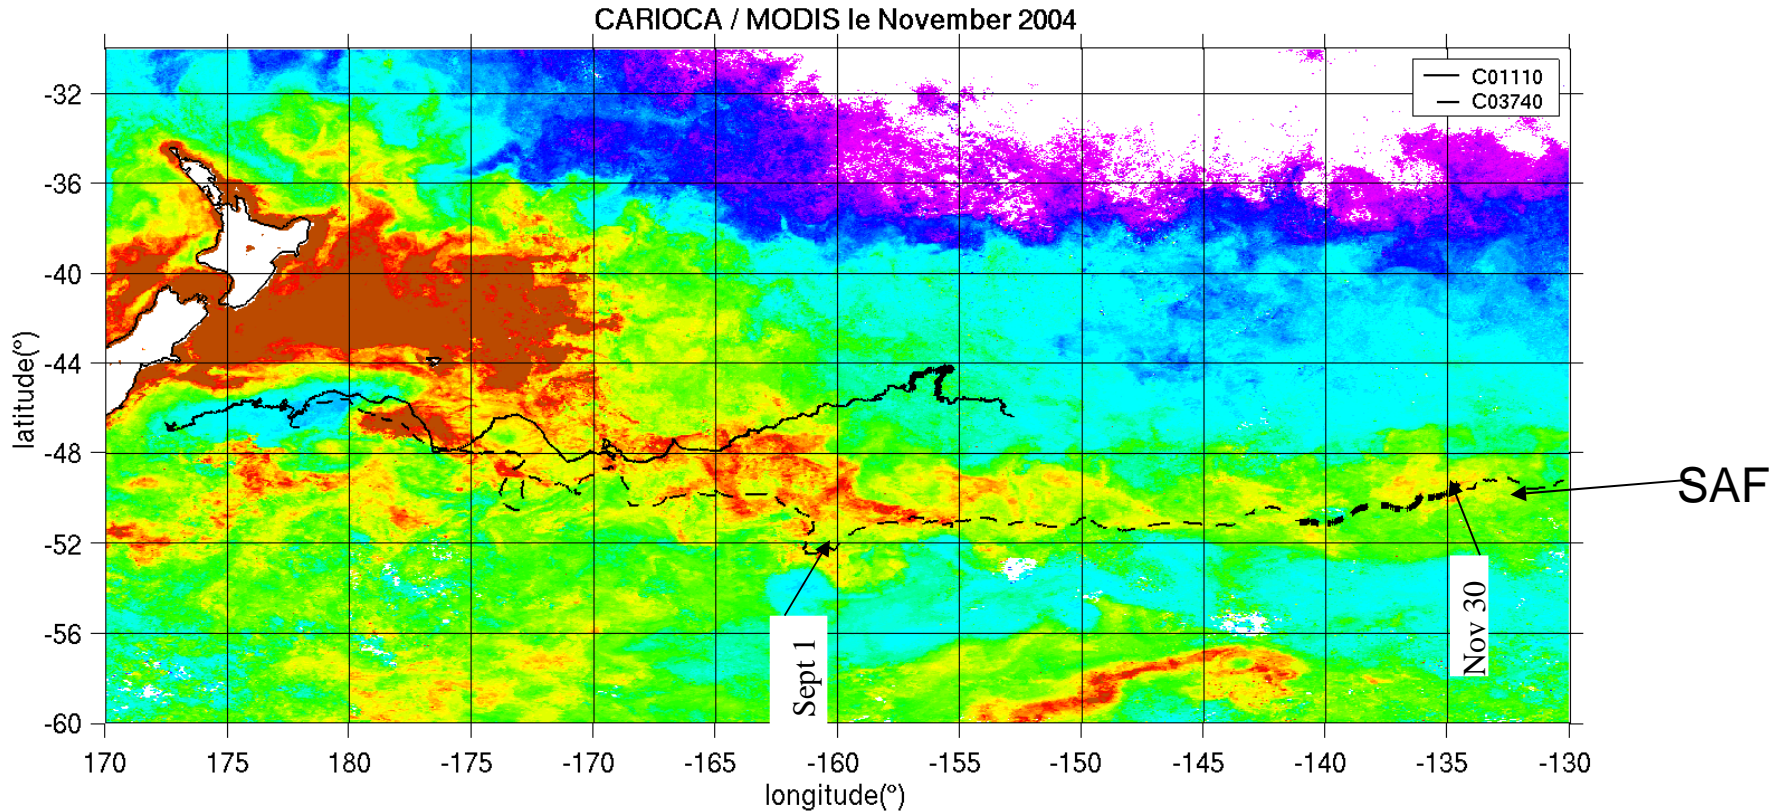 CARIOCA / MODIS le November 2004
C01110
C03740
-32
-36
-40
-44
-48
-52
-56
-60
latitude(°)
SAF
Sept 1
Nov 30
170 175 180 -175 -170 -165 -160 -155 -150 -145 -140 -135 -130
longitude(°)